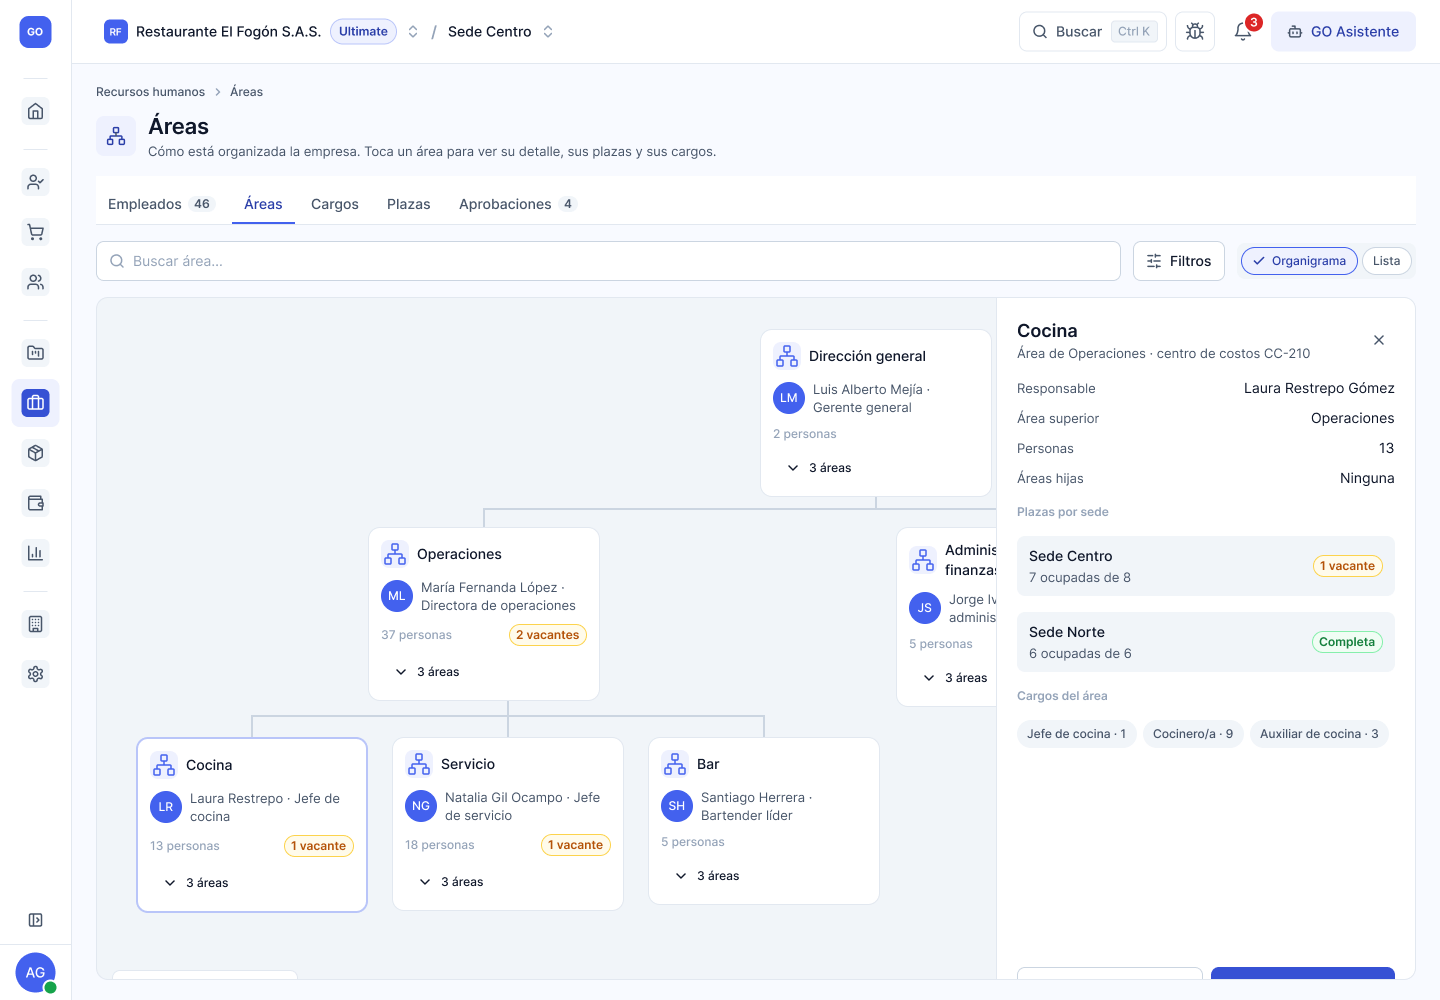 GO
RF
Restaurante El Fogón S.A.S.
Ultimate
/
Sede Centro
Buscar
Ctrl K
3
GO Asistente
Recursos humanos
Áreas
Áreas
Cómo está organizada la empresa. Toca un área para ver su detalle, sus plazas y sus cargos.
Empleados 46
Áreas
Cargos
Plazas
Aprobaciones 4
Buscar área...
Filtros
Organigrama
Lista
Dirección general
LM
Luis Alberto Mejía ·
Gerente general
2 personas
3 áreas
Operaciones
ML
María Fernanda López ·
Directora de operaciones
37 personas
2 vacantes
3 áreas
Adminis
finanzas
JS
Jorge Iv
adminis
5 personas
3 áreas
Cocina
LR
Laura Restrepo · Jefe de
cocina
13 personas
1 vacante
3 áreas
Servicio
NG
Natalia Gil Ocampo · Jefe
de servicio
18 personas
1 vacante
3 áreas
Bar
SH
Santiago Herrera ·
Bartender líder
5 personas
3 áreas
Cocina
Área de Operaciones · centro de costos CC-210
Responsable
Laura Restrepo Gómez
Área superior
Operaciones
Personas
13
Áreas hijas
Ninguna
Plazas por sede
Sede Centro
7 ocupadas de 8
1 vacante
Sede Norte
6 ocupadas de 6
Completa
Cargos del área
Jefe de cocina · 1
Cocinero/a · 9
Auxiliar de cocina · 3
AG